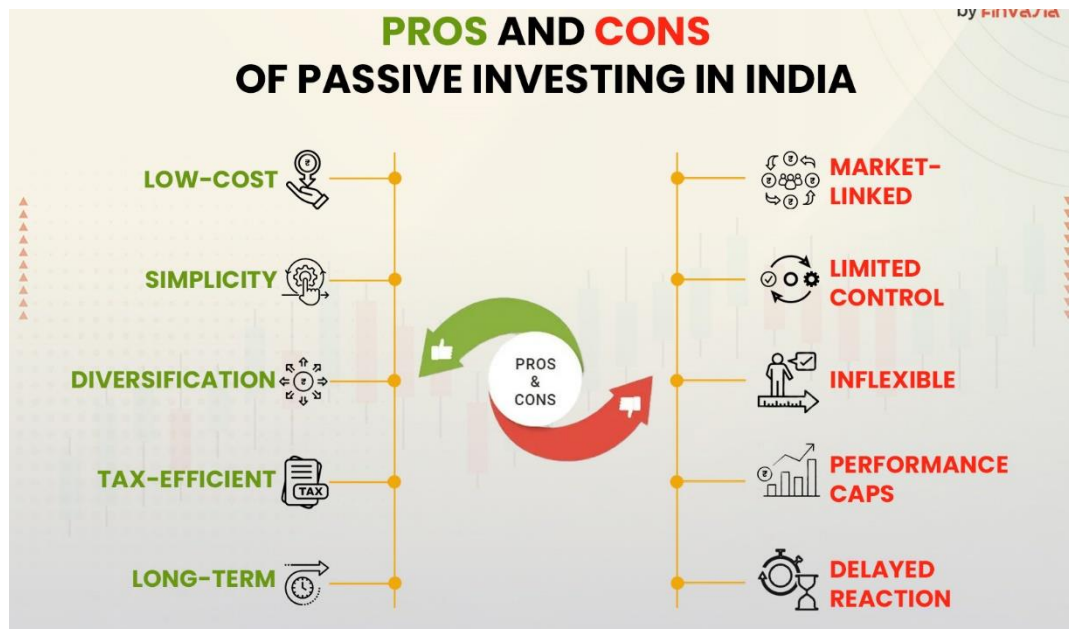 by Finvasia
PROS AND CONS
OF PASSIVE INVESTING IN INDIA
LOW-COST
SIMPLICITY
DIVERSIFICATION
TAX-EFFICIENT
TAX
LONG-TERM
PROS
&
CONS
MARKET-
LINKED
LIMITED
CONTROL
INFLEXIBLE
PERFORMANCE
CAPS
DELAYED
REACTION